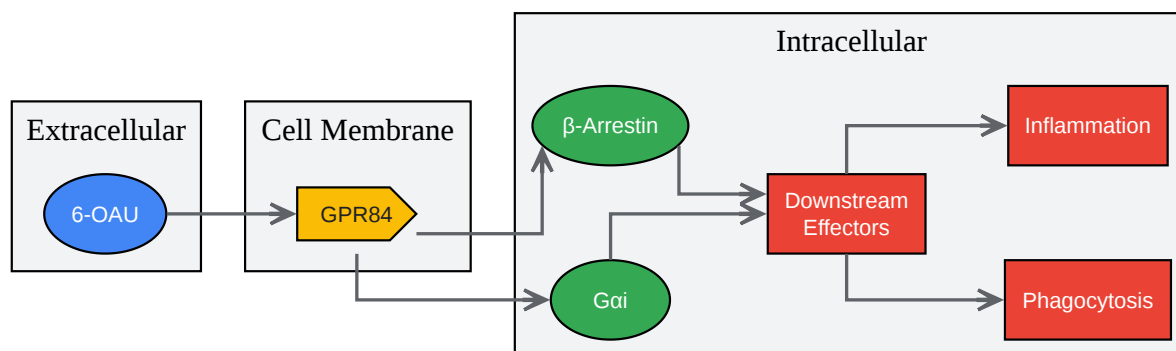 Extracellular
6-OAU
Cell Membrane
GPR84
Intracellular
β-Arrestin
Gαi
Downstream
Effectors
Inflammation
Phagocytosis